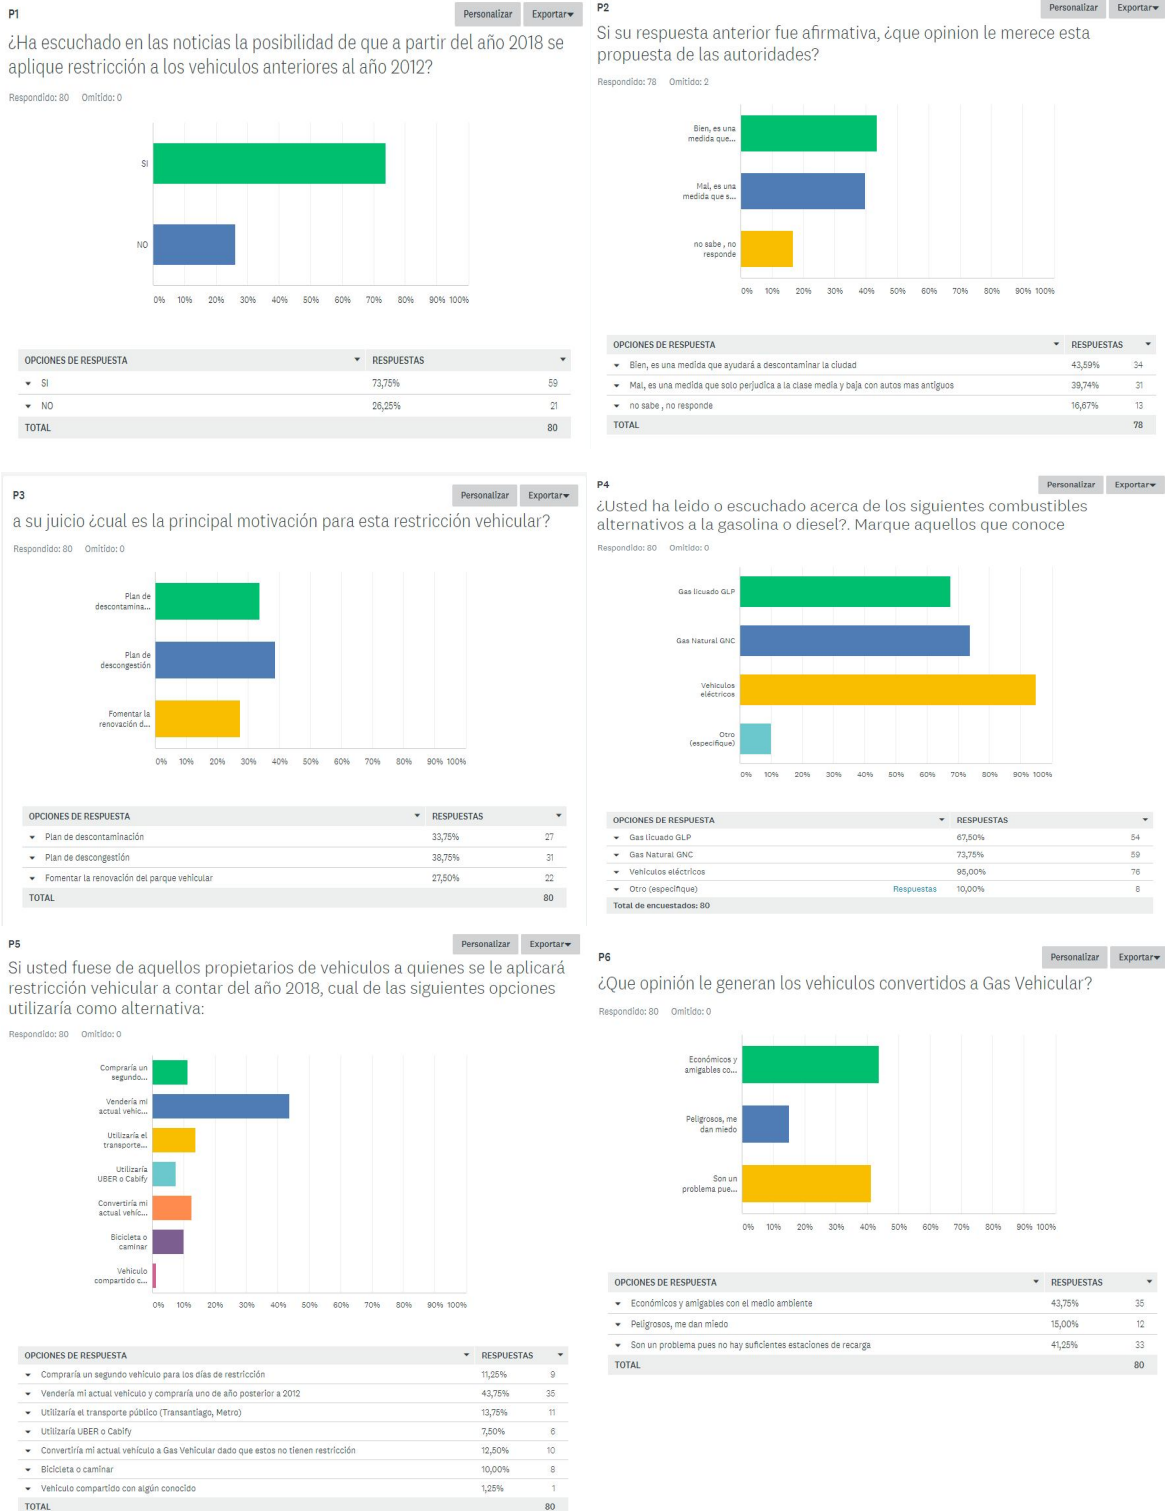 P1
Personalizar Exportar
¿Ha escuchado en las noticias la posibilidad de que a partir del año 2018 se
aplique restricción a los vehiculos anteriores al año 2012?
Respondido: 80 Omitido: 0
SI
NO
0% 10% 20% 30% 40% 50% 60% 70% 80% 90% 100%
OPCIONES DE RESPUESTA RESPUESTAS
SI 73,75% 59
NO 26,25% 21
TOTAL 80
P2
Personalizar Exportar
Si su respuesta anterior fue afirmativa, ¿que opinion le merece esta
propuesta de las autoridades?
Respondido: 78 Omitido: 2
Bien, es una
medida que...
Mal, es una
medida que s...
no sabe , no
responde
0% 10% 20% 30% 40% 50% 60% 70% 80% 90% 100%
OPCIONES DE RESPUESTA RESPUESTAS
Bien, es una medida que ayudará a descontaminar la ciudad 43,59% 34
Mal, es una medida que solo perjudica a la clase media y baja con autos mas antiguos 39,74% 31
no sabe , no responde 16,67% 13
TOTAL 78
P3
Personalizar Exportar
a su juicio ¿cual es la principal motivación para esta restricción vehicular?
Respondido: 80 Omitido: 0
Plan de
descontamina...
Plan de
descongestión
Fomentar la
renovación d...
0% 10% 20% 30% 40% 50% 60% 70% 80% 90% 100%
OPCIONES DE RESPUESTA RESPUESTAS
Plan de descontaminación 33,75% 27
Plan de descongestión 38,75% 31
Fomentar la renovación del parque vehicular 27,50% 22
TOTAL 80
P4
Personalizar Exportar
¿Usted ha leido o escuchado acerca de los siguientes combustibles
alternativos a la gasolina o diesel?. Marque aquellos que conoce
Respondido: 80 Omitido: 0
Gas licuado GLP
Gas Natural GNC
Vehiculos
eléctricos
Otro
(especifique)
0% 10% 20% 30% 40% 50% 60% 70% 80% 90% 100%
OPCIONES DE RESPUESTA RESPUESTAS
Gas licuado GLP 67,50% 54
Gas Natural GNC 73,75% 59
Vehiculos eléctricos 95,00% 76
Otro (especifique) Respuestas 10,00% 8
Total de encuestados: 80
P5
Personalizar Exportar
Si usted fuese de aquellos propietarios de vehiculos a quienes se le aplicará
restricción vehicular a contar del año 2018, cual de las siguientes opciones
utilizaría como alternativa:
Respondido: 80 Omitido: 0
Compraría un
segundo...
Vendería mi
actual vehic...
Utilizaría el
transporte...
Utilizaría
UBER o Cabify
Convertiría mi
actual vehíc...
Bicicleta o
caminar
Vehiculo
compartido c...
0% 10% 20% 30% 40% 50% 60% 70% 80% 90% 100%
OPCIONES DE RESPUESTA RESPUESTAS
Compraría un segundo vehiculo para los días de restricción 11,25% 9
Vendería mi actual vehiculo y compraría uno de año posterior a 2012 43,75% 35
Utilizaría el transporte público (Transantiago, Metro) 13,75% 11
Utilizaría UBER o Cabify 7,50% 6
Convertiría mi actual vehículo a Gas Vehicular dado que estos no tienen restricción 12,50% 10
Bicicleta o caminar 10,00% 8
Vehiculo compartido con algún conocido 1,25% 1
TOTAL 80
P6
Personalizar Exportar
¿Que opinión le generan los vehiculos convertidos a Gas Vehicular?
Respondido: 80 Omitido: 0
Económicos y
amigables co...
Peligrosos, me
dan miedo
Son un
problema pue...
0% 10% 20% 30% 40% 50% 60% 70% 80% 90% 100%
OPCIONES DE RESPUESTA RESPUESTAS
Económicos y amigables con el medio ambiente 43,75% 35
Peligrosos, me dan miedo 15,00% 12
Son un problema pues no hay suficientes estaciones de recarga 41,25% 33
TOTAL 80